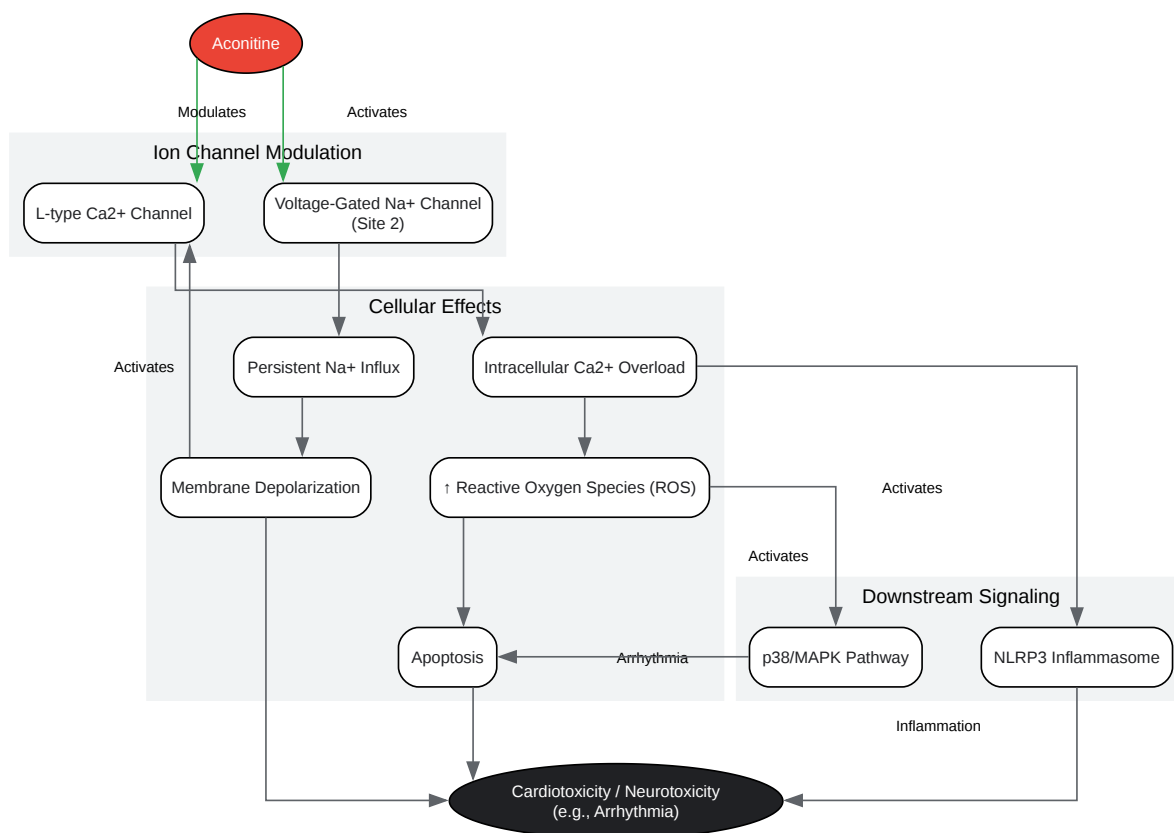 Aconitine
Modulates
Activates
Ion Channel Modulation
L-type Ca2+ Channel
Voltage-Gated Na+ Channel
(Site 2)
Cellular Effects
Activates
Persistent Na+ Influx
Intracellular Ca2+ Overload
Membrane Depolarization
↑ Reactive Oxygen Species (ROS)
Activates
Activates
Downstream Signaling
Apoptosis
Arrhythmia
p38/MAPK Pathway
NLRP3 Inflammasome
Inflammation
Cardiotoxicity / Neurotoxicity
(e.g., Arrhythmia)